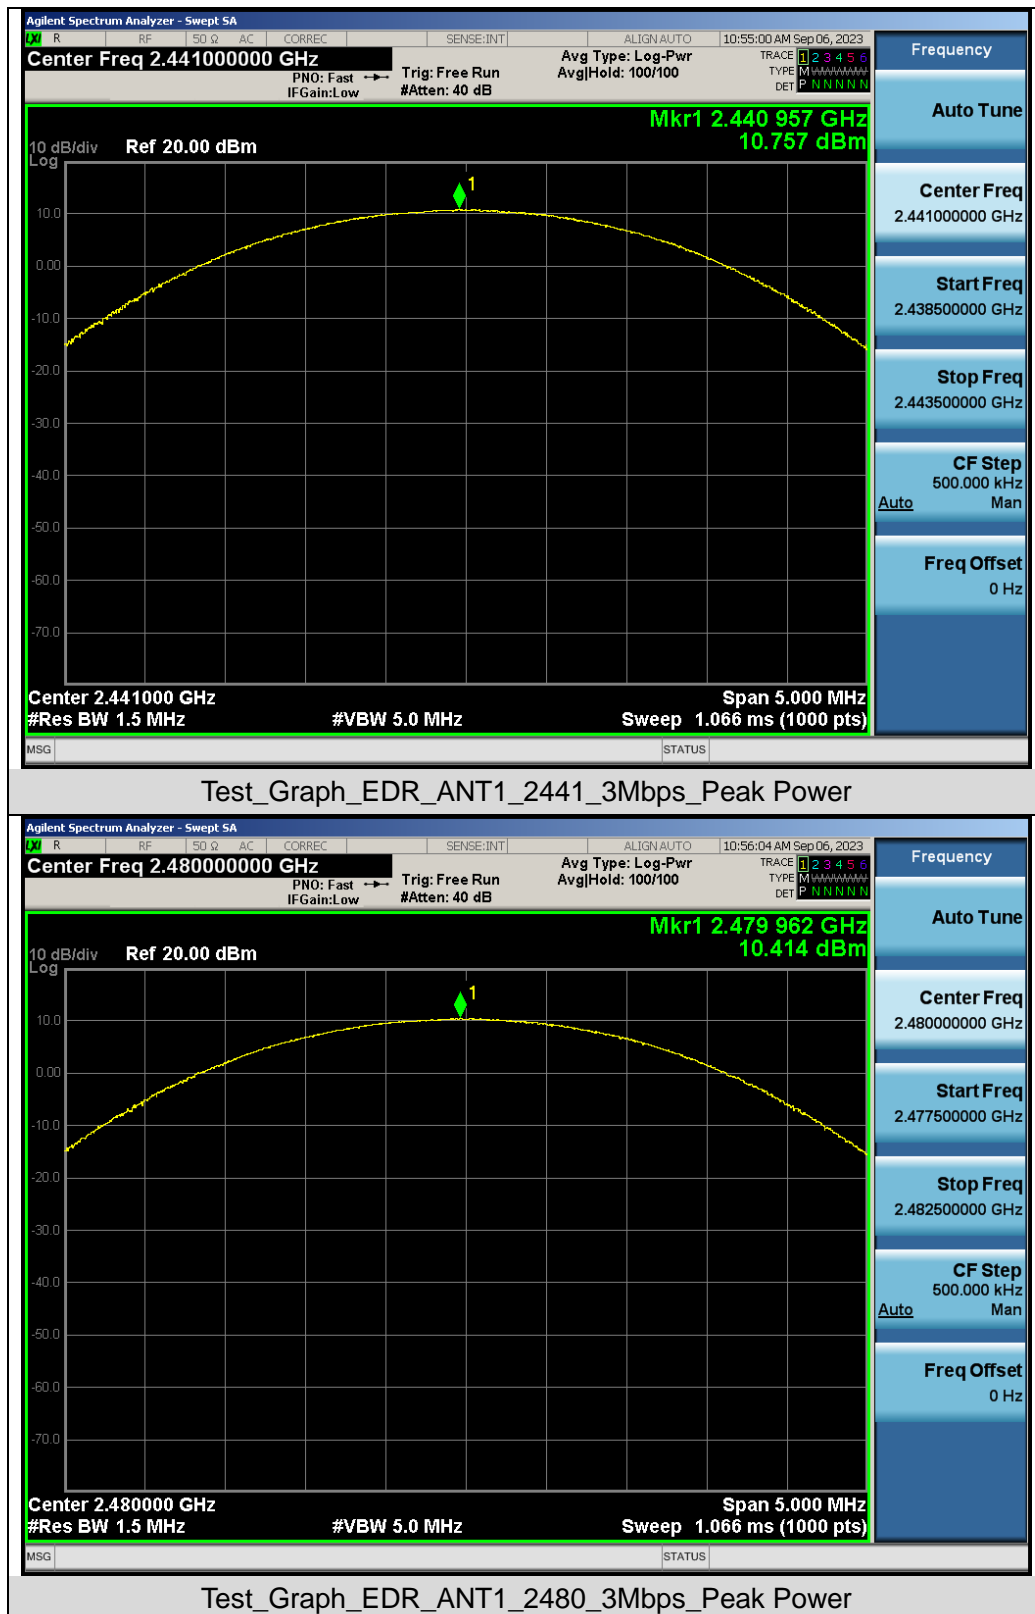 Agilent Spectrum Analyzer - Swept SA
LXI R RF 50 Ω AC CORREC SENSE:INT ALIGN AUTO 10:55:00 AM Sep 06, 2023
Center Freq 2.441000000 GHz
PNO: Fast
IFGain:Low
Trig: Free Run
#Atten: 40 dB
Avg Type: Log-Pwr
Avg|Hold: 100/100
TRACE 1 2 3 4 5 6
TYPE M
DET P N N N N N
Mkr1 2.440 957 GHz
10.757 dBm
10 dB/div Ref 20.00 dBm
Log
1
10.0
0.00
-10.0
-20.0
-30.0
-40.0
-50.0
-60.0
-70.0
Center 2.441000 GHz Span 5.000 MHz
#Res BW 1.5 MHz #VBW 5.0 MHz Sweep 1.066 ms (1000 pts)
MSG STATUS
Frequency
Auto Tune
Center Freq
2.441000000 GHz
Start Freq
2.438500000 GHz
Stop Freq
2.443500000 GHz
CF Step
500.000 kHz
Auto Man
Freq Offset
0 Hz
Test_Graph_EDR_ANT1_2441_3Mbps_Peak Power
Agilent Spectrum Analyzer - Swept SA
LXI R RF 50 Ω AC CORREC SENSE:INT ALIGN AUTO 10:56:04 AM Sep 06, 2023
Center Freq 2.480000000 GHz
PNO: Fast
IFGain:Low
Trig: Free Run
#Atten: 40 dB
Avg Type: Log-Pwr
Avg|Hold: 100/100
TRACE 1 2 3 4 5 6
TYPE M
DET P N N N N N
Mkr1 2.479 962 GHz
10.414 dBm
10 dB/div Ref 20.00 dBm
Log
1
10.0
0.00
-10.0
-20.0
-30.0
-40.0
-50.0
-60.0
-70.0
Center 2.480000 GHz Span 5.000 MHz
#Res BW 1.5 MHz #VBW 5.0 MHz Sweep 1.066 ms (1000 pts)
MSG STATUS
Frequency
Auto Tune
Center Freq
2.480000000 GHz
Start Freq
2.477500000 GHz
Stop Freq
2.482500000 GHz
CF Step
500.000 kHz
Auto Man
Freq Offset
0 Hz
Test_Graph_EDR_ANT1_2480_3Mbps_Peak Power